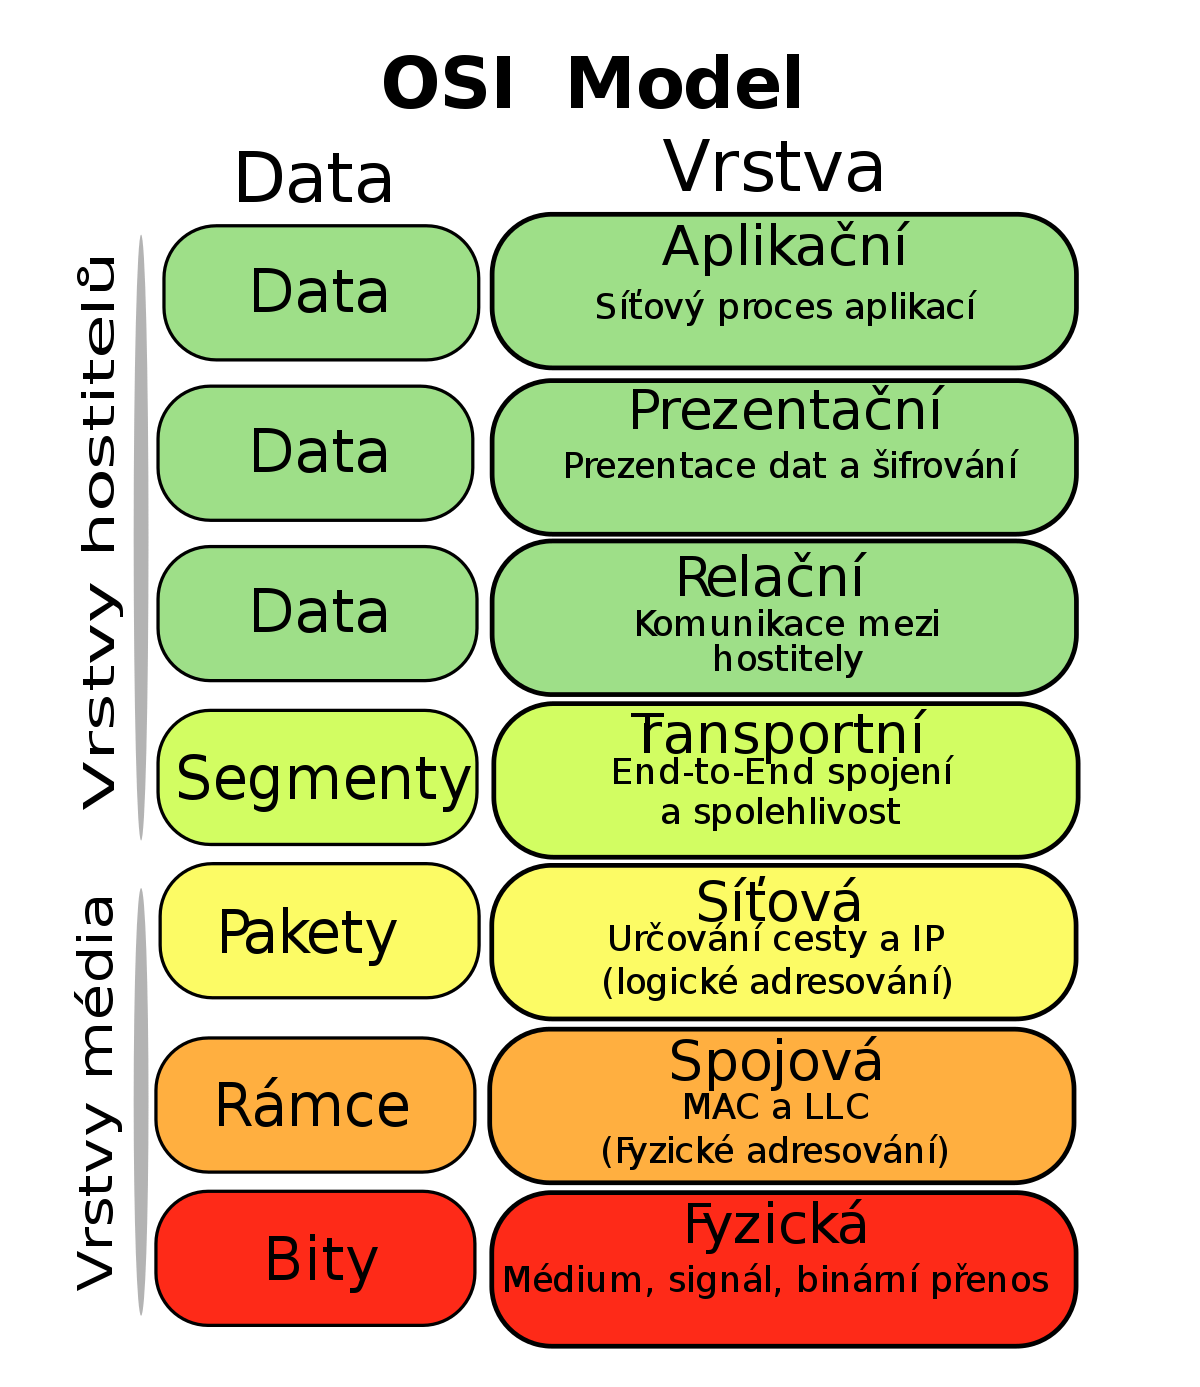 OSI Model
Data
Vrstva
Vrstvy hostitelů
Data
Aplikační
Síťový proces aplikací
Data
Prezentační
Prezentace dat a šifrování
Data
Relační
Komunikace mezi
hostitely
Segmenty
Transportní
End-to-End spojení
a spolehlivost
Vrstvy média
Pakety
Síťová
Určování cesty a IP
(logické adresování)
Rámce
Spojová
MAC a LLC
(Fyzické adresování)
Bity
Fyzická
Médium, signál, binární přenos